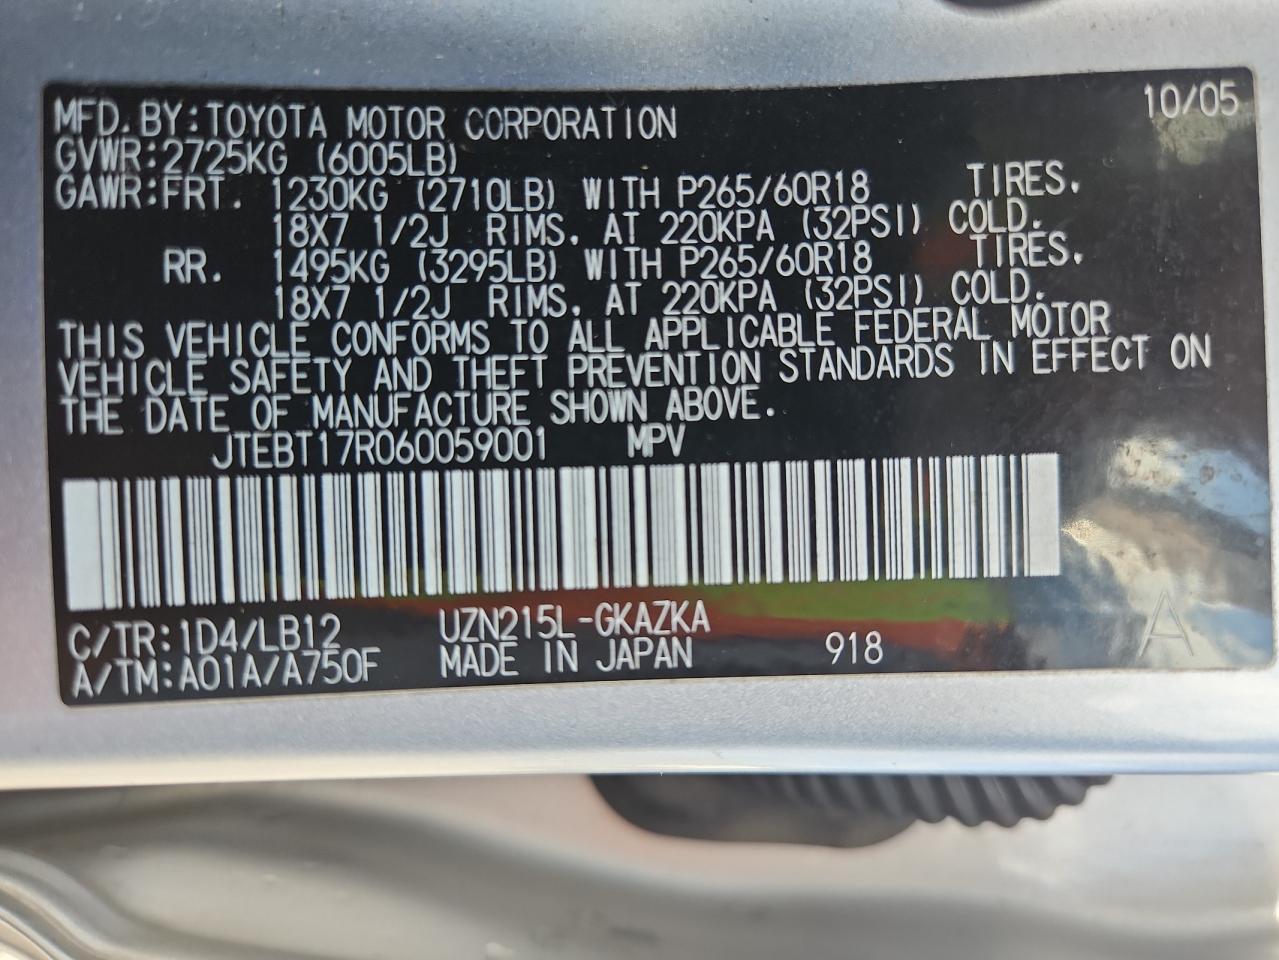 MFD. BY:TOYOTA MOTOR CORPORATION 10/05
GVWR:2725KG (6005LB)
GAWR:FRT. 1230KG (2710LB) WITH P265/60R18 TIRES.
18X7 1/2J RIMS. AT 220KPA (32PSI) COLD.
RR. 1495KG (3295LB) WITH P265/60R18 TIRES.
18X7 1/2J RIMS. AT 220KPA (32PSI) COLD.
THIS VEHICLE CONFORMS TO ALL APPLICABLE FEDERAL MOTOR
VEHICLE SAFETY AND THEFT PREVENTION STANDARDS IN EFFECT ON
THE DATE OF MANUFACTURE SHOWN ABOVE.
JTEBT17R060059001 MPV
C/TR:1D4/LB12 UZN215L-GKAZKA
A/TM:A01A/A750F MADE IN JAPAN 918 A